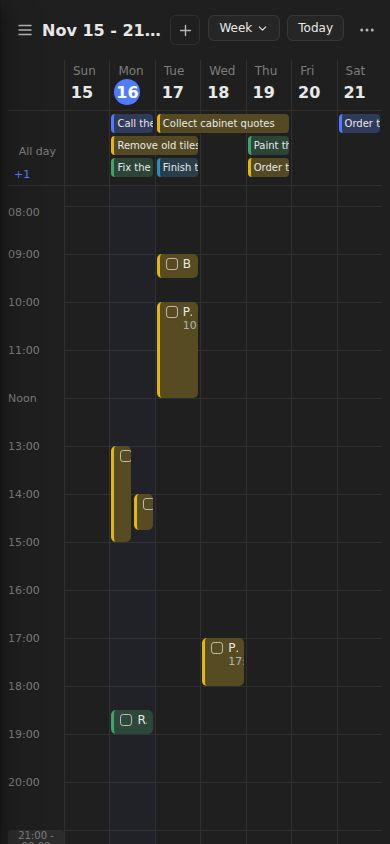 Nov 15 - 21...
Week
Today
Sun Mon Tue Wed Thu Fri Sat
15 16 17 18 19 20 21
All day
+1
Call the
Collect cabinet quotes
Order t
Remove old tiles
Paint th
Fix the
Finish t
Order t
08:00
09:00
B
10:00
P.
10
11:00
Noon
13:00
14:00
15:00
16:00
17:00
P.
17:
18:00
R
19:00
20:00
21:00 -